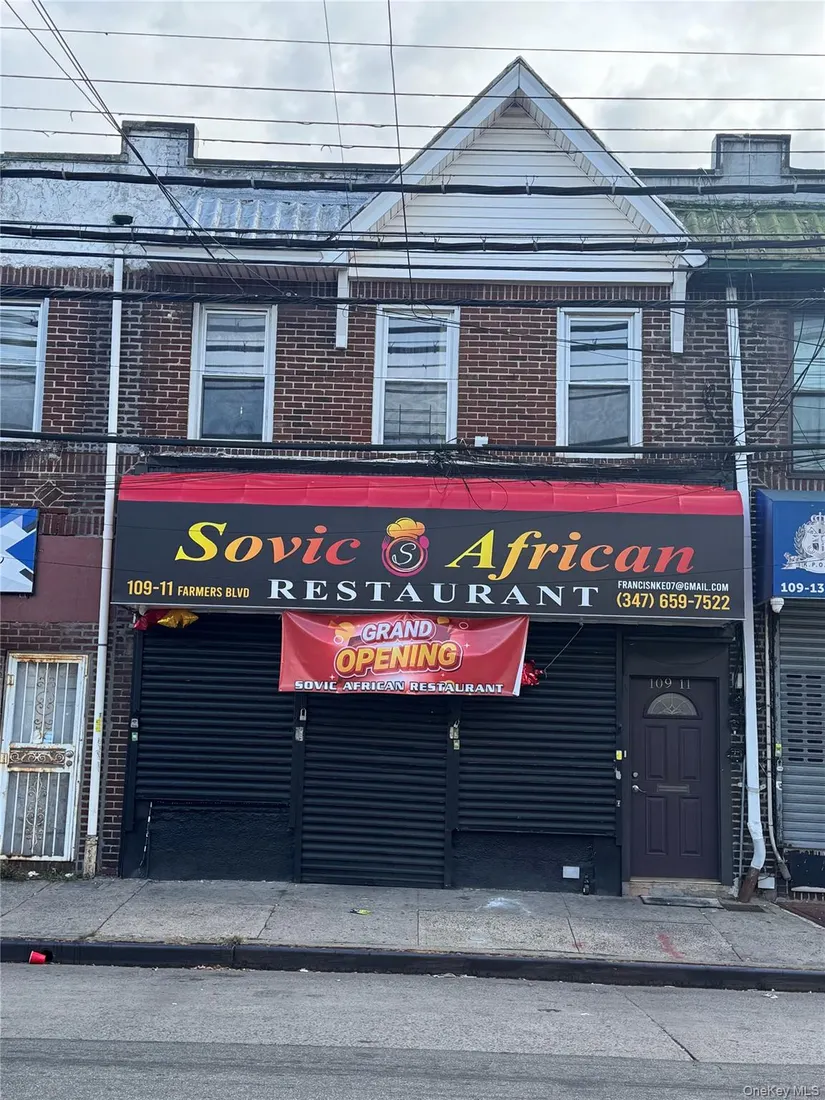 Sovic S African
109-11 FARMERS BLVD RESTAURANT FRANCISNKE07@GMAIL.COM
(347) 659-7522
GRAND
OPENING
SOVIC AFRICAN RESTAURANT
109 11
109-13
OneKey MLS